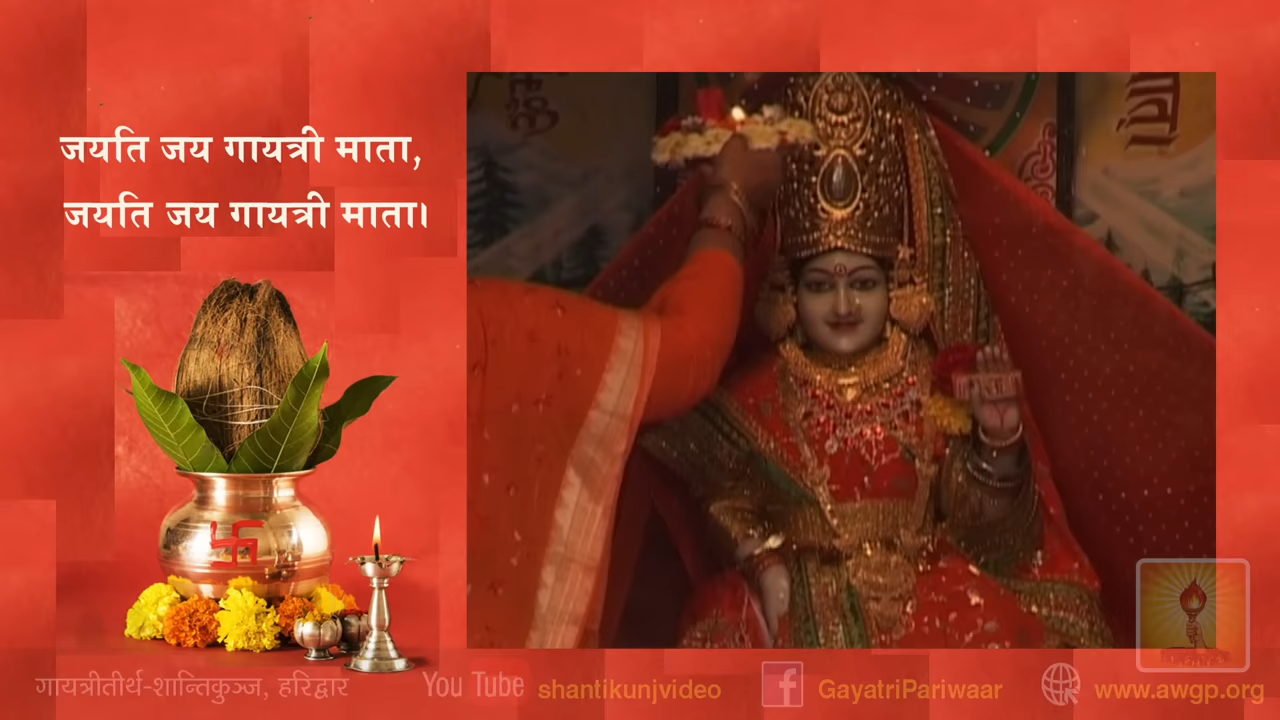 जयति जय गायत्री माता,
जयति जय गायत्री माता।
गायत्रीतीर्थ-शान्तिकुञ्ज, हरिद्वार
You Tube shantikunjvideo
GayatriPariwaar
www.awgp.org